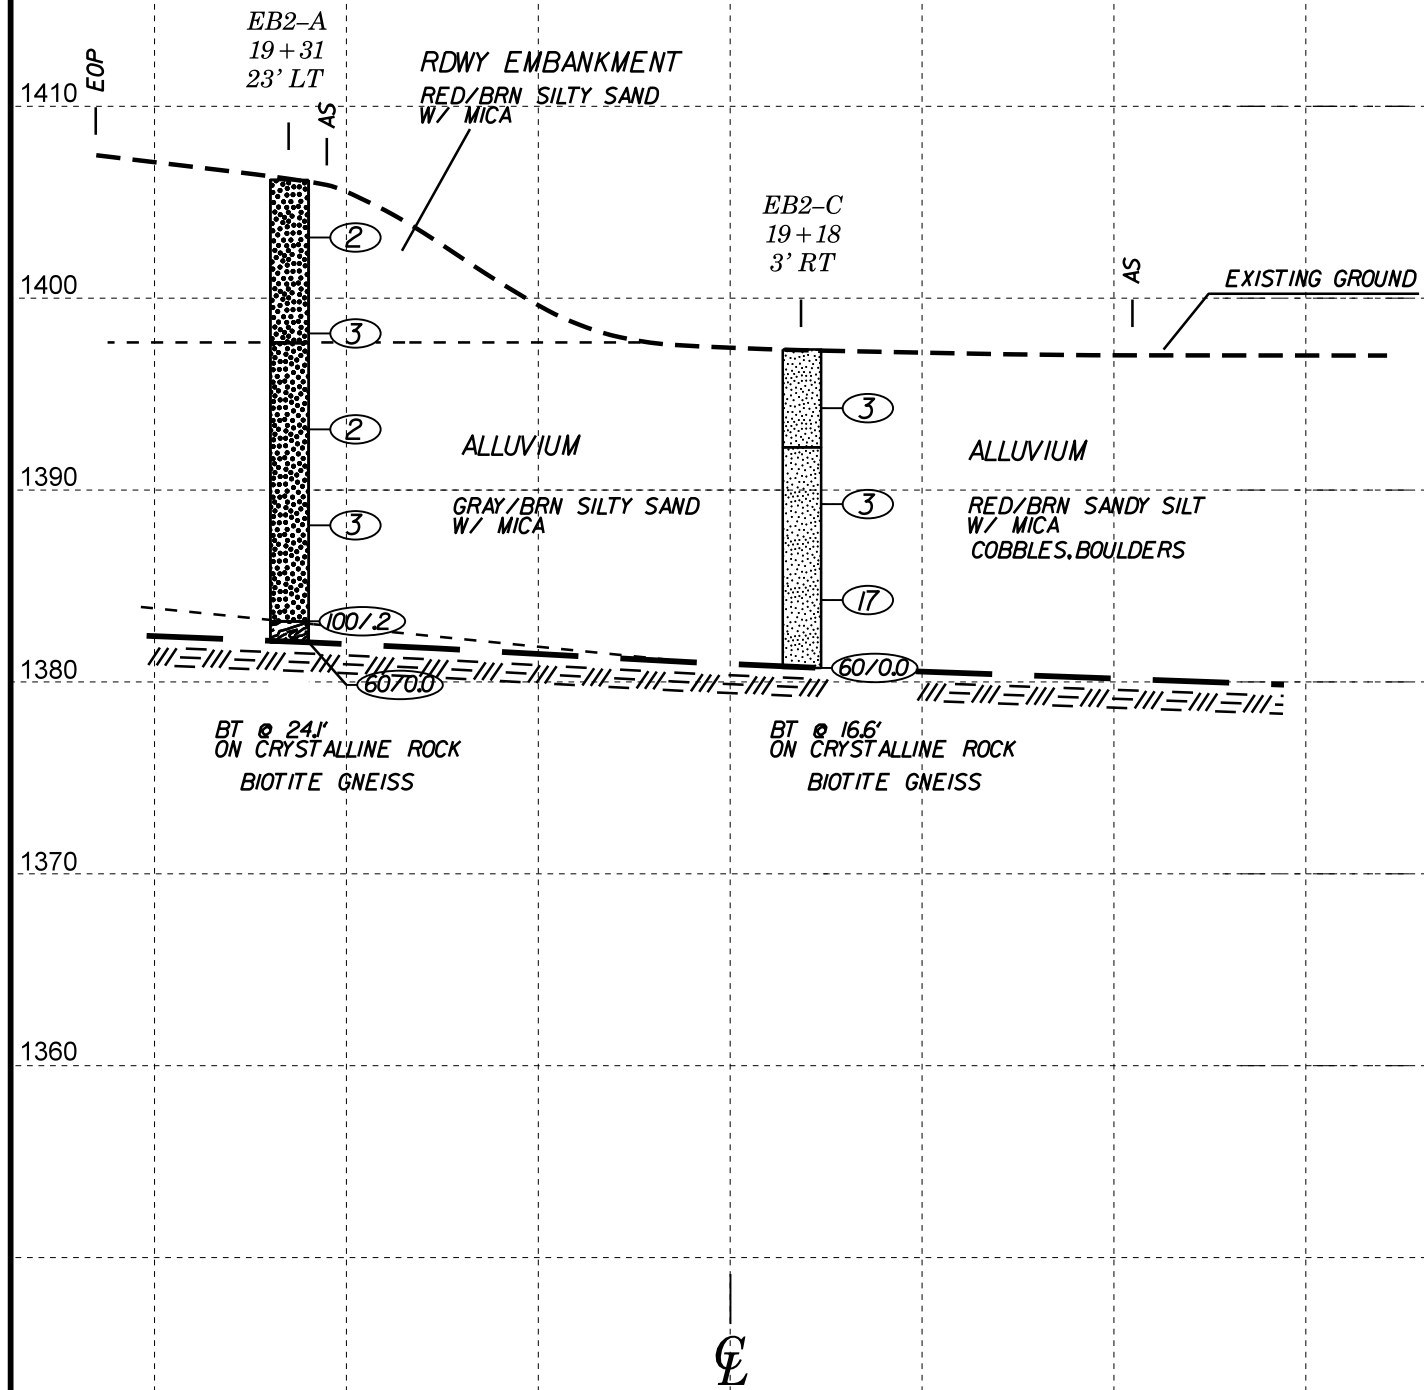 EB2-A
19+31
23' LT
EOP
AS
RDWY EMBANKMENT
RED/BRN SILTY SAND
W/ MICA
1410
2
EB2-C
19+18
3' RT
AS
EXISTING GROUND
1400
3
3
2
ALLUVIUM
GRAY/BRN SILTY SAND
W/ MICA
ALLUVIUM
RED/BRN SANDY SILT
W/ MICA
COBBLES, BOULDERS
1390
3
3
17
100/.2
60/0.0
60/0.0
1380
BT @ 24.1'
ON CRYSTALLINE ROCK
BIOTITE GNEISS
BT @ 16.6'
ON CRYSTALLINE ROCK
BIOTITE GNEISS
1370
1360
CL